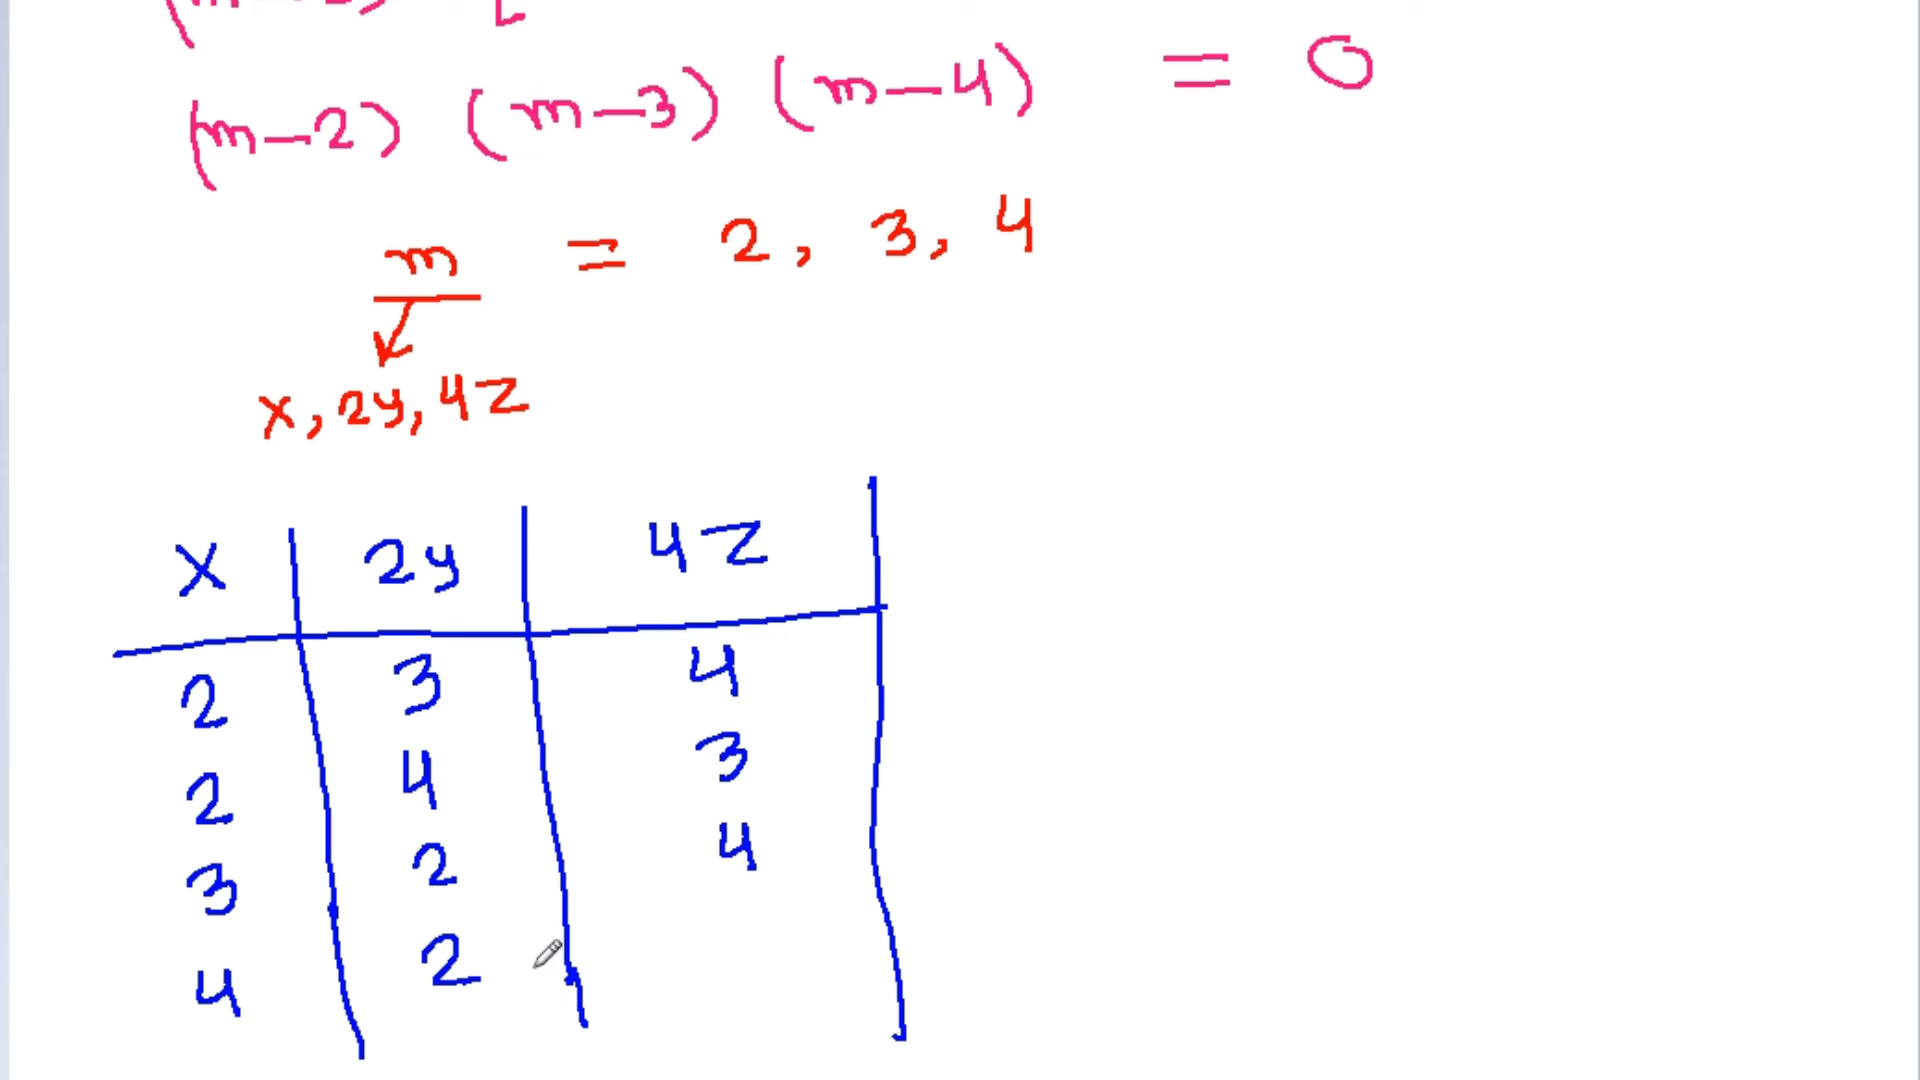 (m-2) (m-3) (m-4) = 0
m = 2, 3, 4
x, 2y, 4z
x 2y 4z
2 3 4
2 4 3
3 2 4
4 2